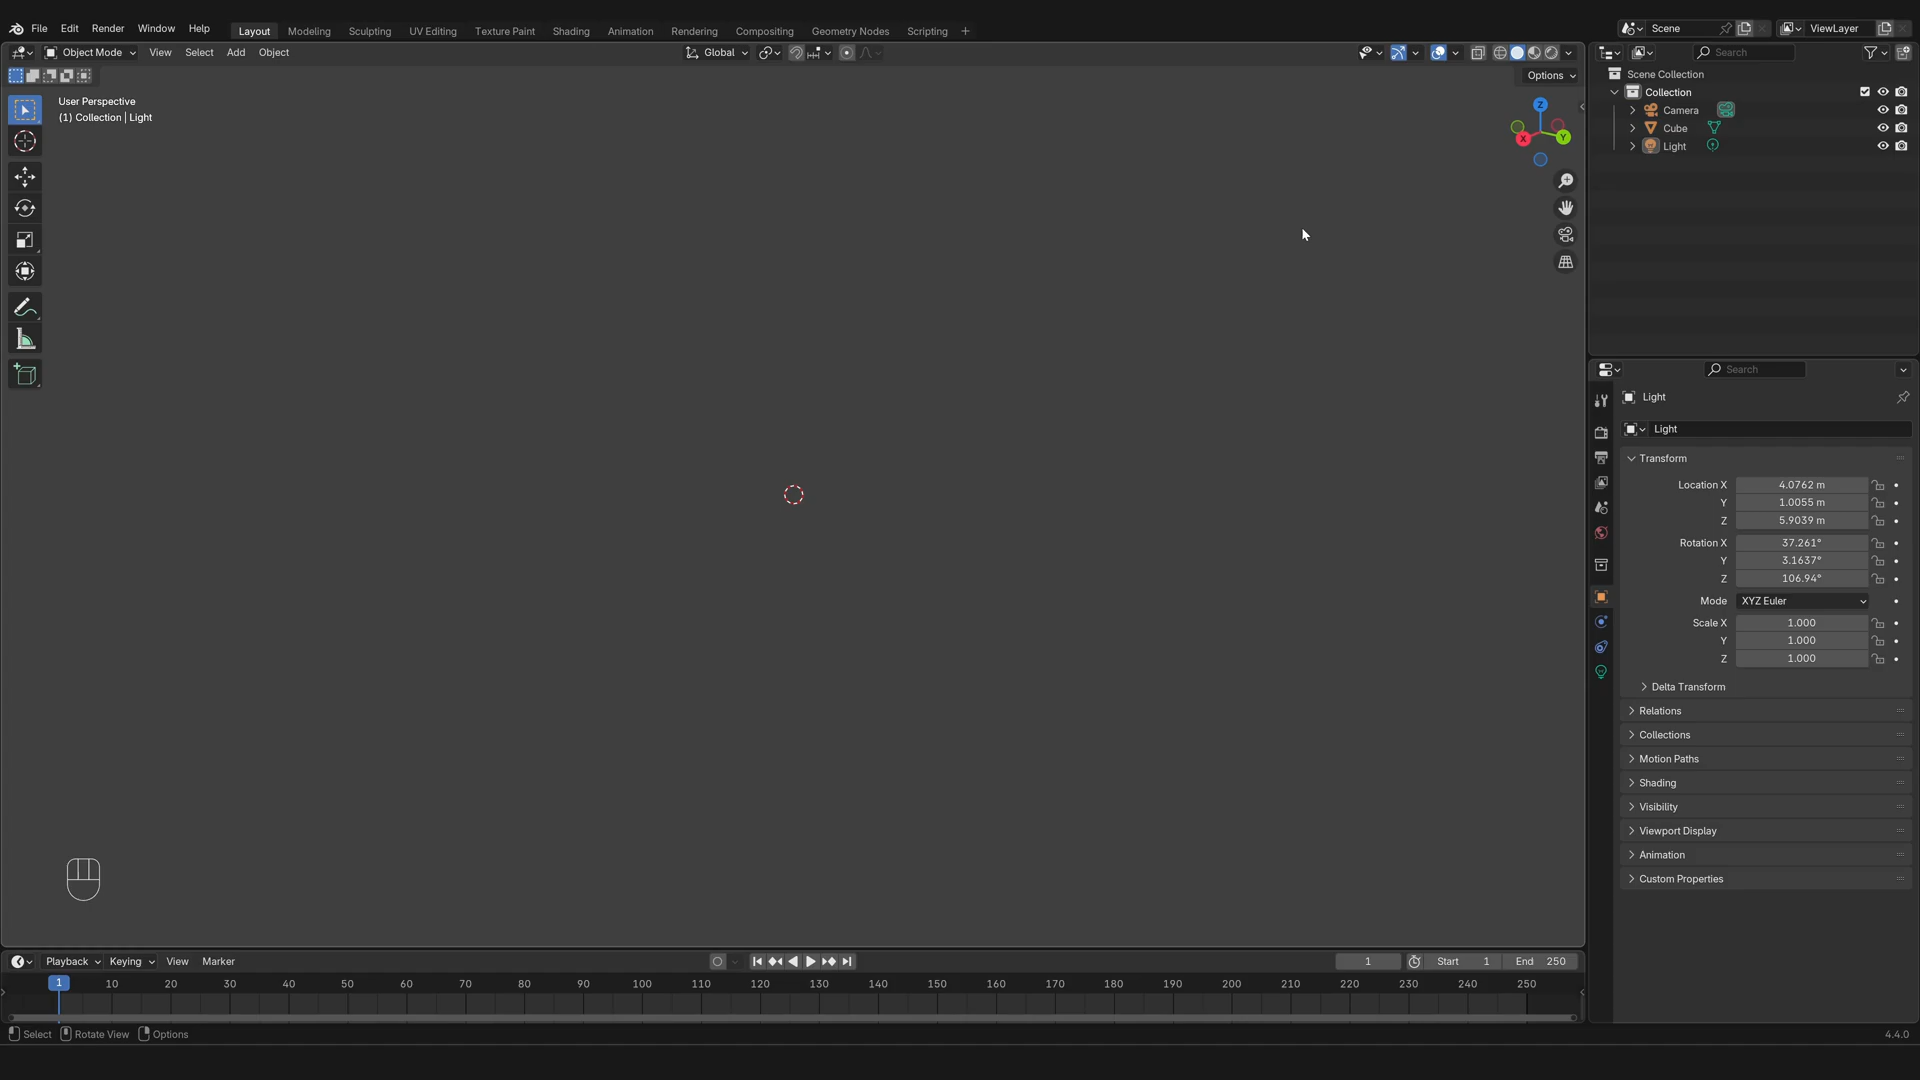 File Edit Render Window Help Layout Modeling Sculpting UV Editing Texture Paint Shading Animation Rendering Compositing Geometry Nodes Scripting + Scene ViewLayer
Object Mode View Select Add Object Global Search
Options
User Perspective
(1) Collection | Light
Z
X
Y
Scene Collection
Collection
Camera
Cube
Light
Search
Light
Light
Transform
Location X 4.0762 m
Y 1.0055 m
Z 5.9039 m
Rotation X 37.261°
Y 3.1637°
Z 106.94°
Mode XYZ Euler
Scale X 1.000
Y 1.000
Z 1.000
Delta Transform
Relations
Collections
Motion Paths
Shading
Visibility
Viewport Display
Animation
Custom Properties
Playback Keying View Marker 1 Start 1 End 250
1 10 20 30 40 50 60 70 80 90 100 110 120 130 140 150 160 170 180 190 200 210 220 230 240 250
Select Rotate View Options 4.4.0